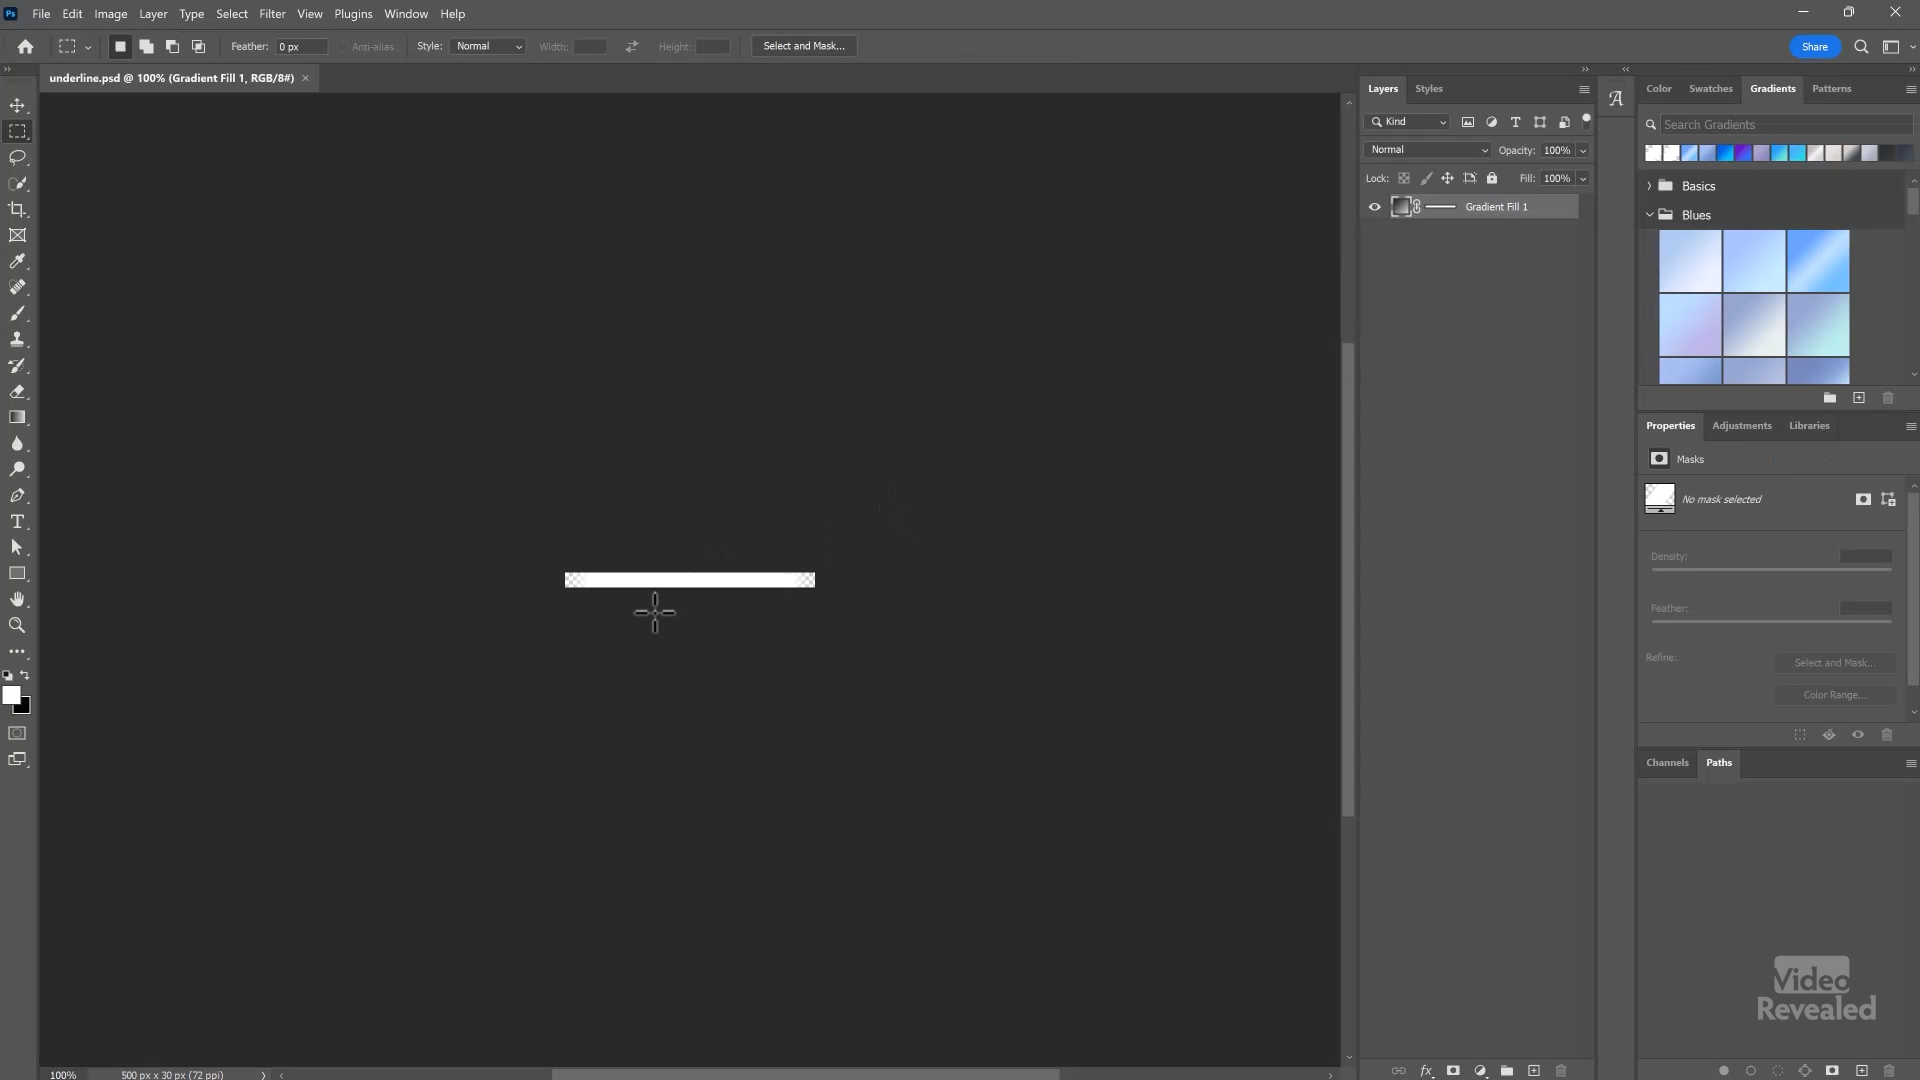 Ps File Edit Image Layer Type Select Filter View Plugins Window Help
Feather: 0 px Anti-alias Style: Normal Width: Height: Select and Mask... Share
underline.psd @ 100% (Gradient Fill 1, RGB/8#) ×
Layers Styles
Kind
Normal Opacity: 100%
Lock: Fill: 100%
Gradient Fill 1
Color Swatches Gradients Patterns
Search Gradients
Basics
Blues
Properties Adjustments Libraries
Masks
No mask selected
Density:
Feather:
Refine: Select and Mask...
Color Range...
Channels Paths
Video
Revealed
100% 500 px x 30 px (72 ppi)